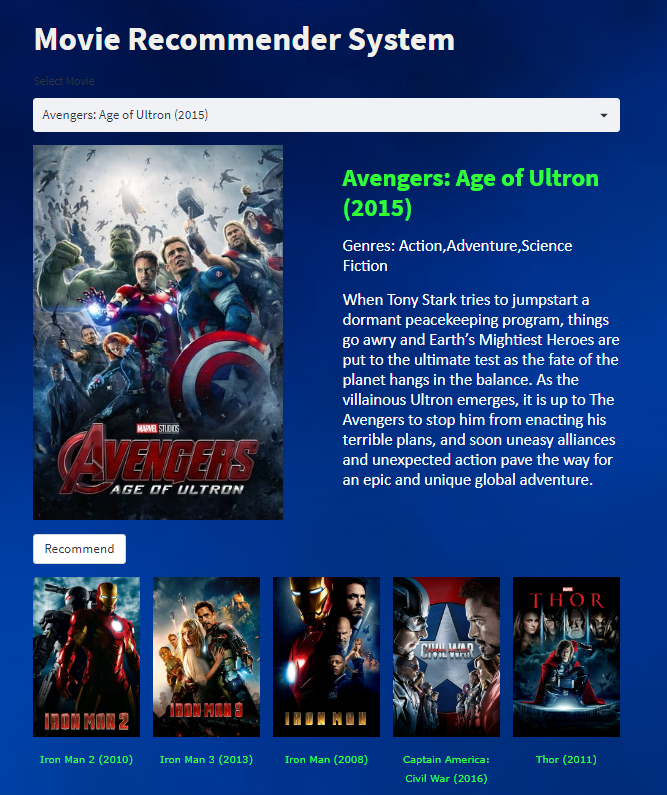 Movie Recommender System
Select Movie
Avengers: Age of Ultron (2015)
Avengers: Age of Ultron
(2015)
Genres: Action,Adventure,Science
Fiction
When Tony Stark tries to jumpstart a
dormant peacekeeping program, things
go awry and Earth’s Mightiest Heroes are
put to the ultimate test as the fate of the
planet hangs in the balance. As the
villainous Ultron emerges, it is up to The
Avengers to stop him from enacting his
terrible plans, and soon uneasy alliances
and unexpected action pave the way for
an epic and unique global adventure.
MARVEL STUDIOS
AVENGERS
AGE OF ULTRON
Recommend
IRON MAN 2
IRON MAN 3
IRON MAN
CIVIL WAR
MARVEL
THOR
Iron Man 2 (2010)
Iron Man 3 (2013)
Iron Man (2008)
Captain America:
Civil War (2016)
Thor (2011)